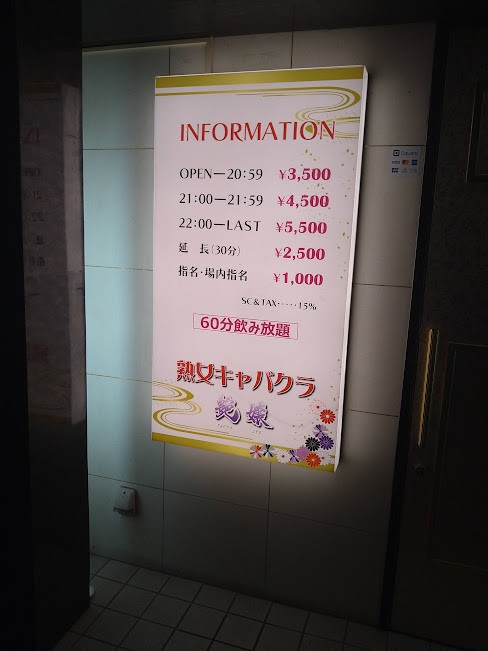 INFORMATION
OPEN－20:59 ¥3,500
21:00－21:59 ¥4,500
22:00－LAST ¥5,500
延 長(30分) ¥2,500
指名・場内指名 ¥1,000
SC&TAX‥‥‥15%
60分飲み放題
熟女キャバクラ
Square
VISA